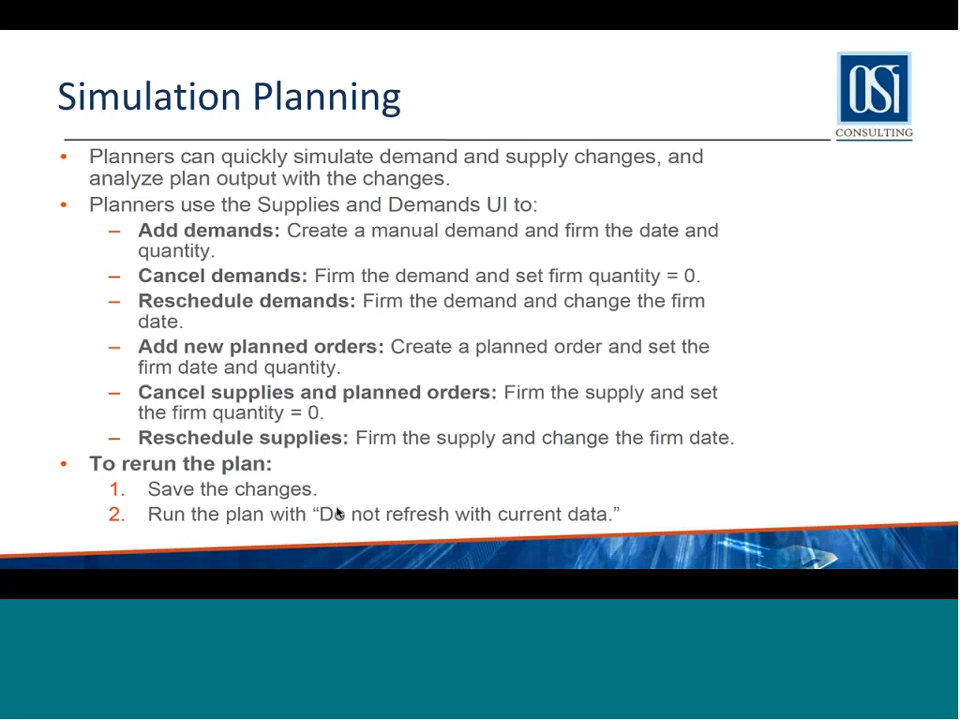 Simulation Planning
OSi
CONSULTING
• Planners can quickly simulate demand and supply changes, and
analyze plan output with the changes.
• Planners use the Supplies and Demands UI to:
– Add demands: Create a manual demand and firm the date and
quantity.
– Cancel demands: Firm the demand and set firm quantity = 0.
– Reschedule demands: Firm the demand and change the firm
date.
– Add new planned orders: Create a planned order and set the
firm date and quantity.
– Cancel supplies and planned orders: Firm the supply and set
the firm quantity = 0.
– Reschedule supplies: Firm the supply and change the firm date.
• To rerun the plan:
1. Save the changes.
2. Run the plan with “Do not refresh with current data.”